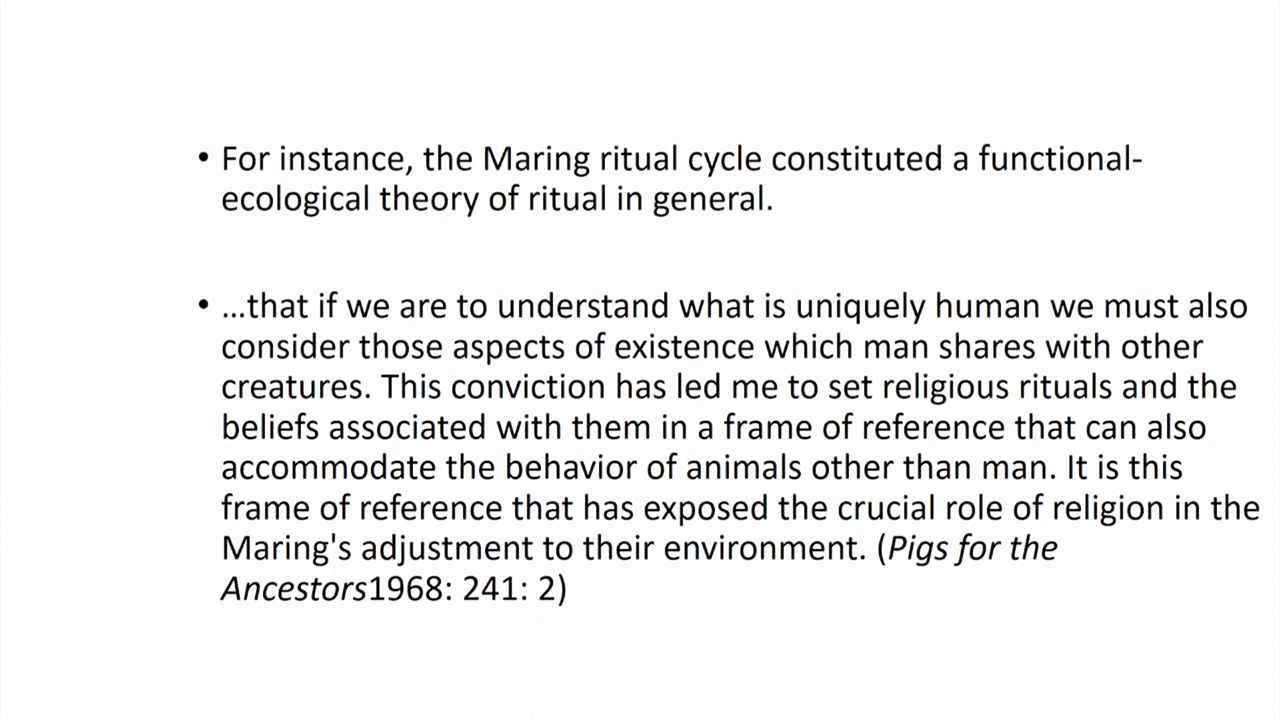 • For instance, the Maring ritual cycle constituted a functional-
ecological theory of ritual in general.
• ...that if we are to understand what is uniquely human we must also
consider those aspects of existence which man shares with other
creatures. This conviction has led me to set religious rituals and the
beliefs associated with them in a frame of reference that can also
accommodate the behavior of animals other than man. It is this
frame of reference that has exposed the crucial role of religion in the
Maring's adjustment to their environment. (Pigs for the
Ancestors1968: 241: 2)